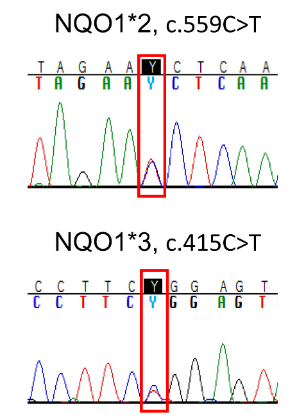 NQO1*2, c.559C>T
T A G A A Y C T C A A
T A G A A Y C T C A A
NQO1*3, c.415C>T
C C T T C Y G G A G T
C C T T C Y G G A G T